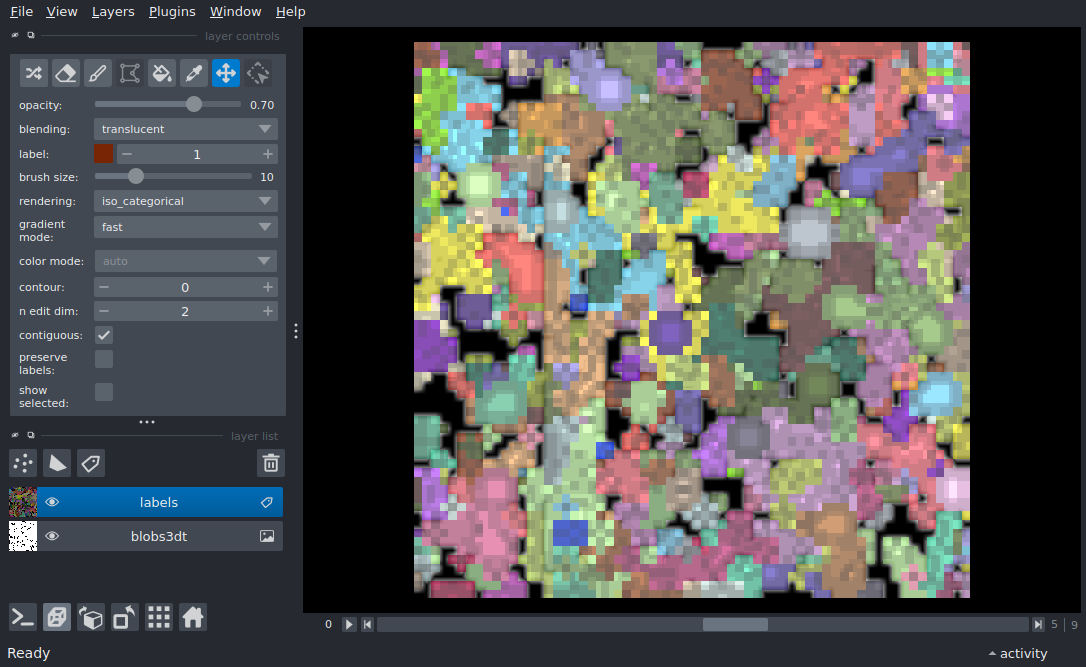 File View Layers Plugins Window Help
layer controls
opacity: 0.70
blending: translucent
label: 1
brush size: 10
rendering: iso_categorical
gradient
mode: fast
color mode: auto
contour: 0
n edit dim: 2
contiguous:
preserve
labels:
show
selected:
layer list
labels
blobs3dt
0 5 | 9
Ready activity